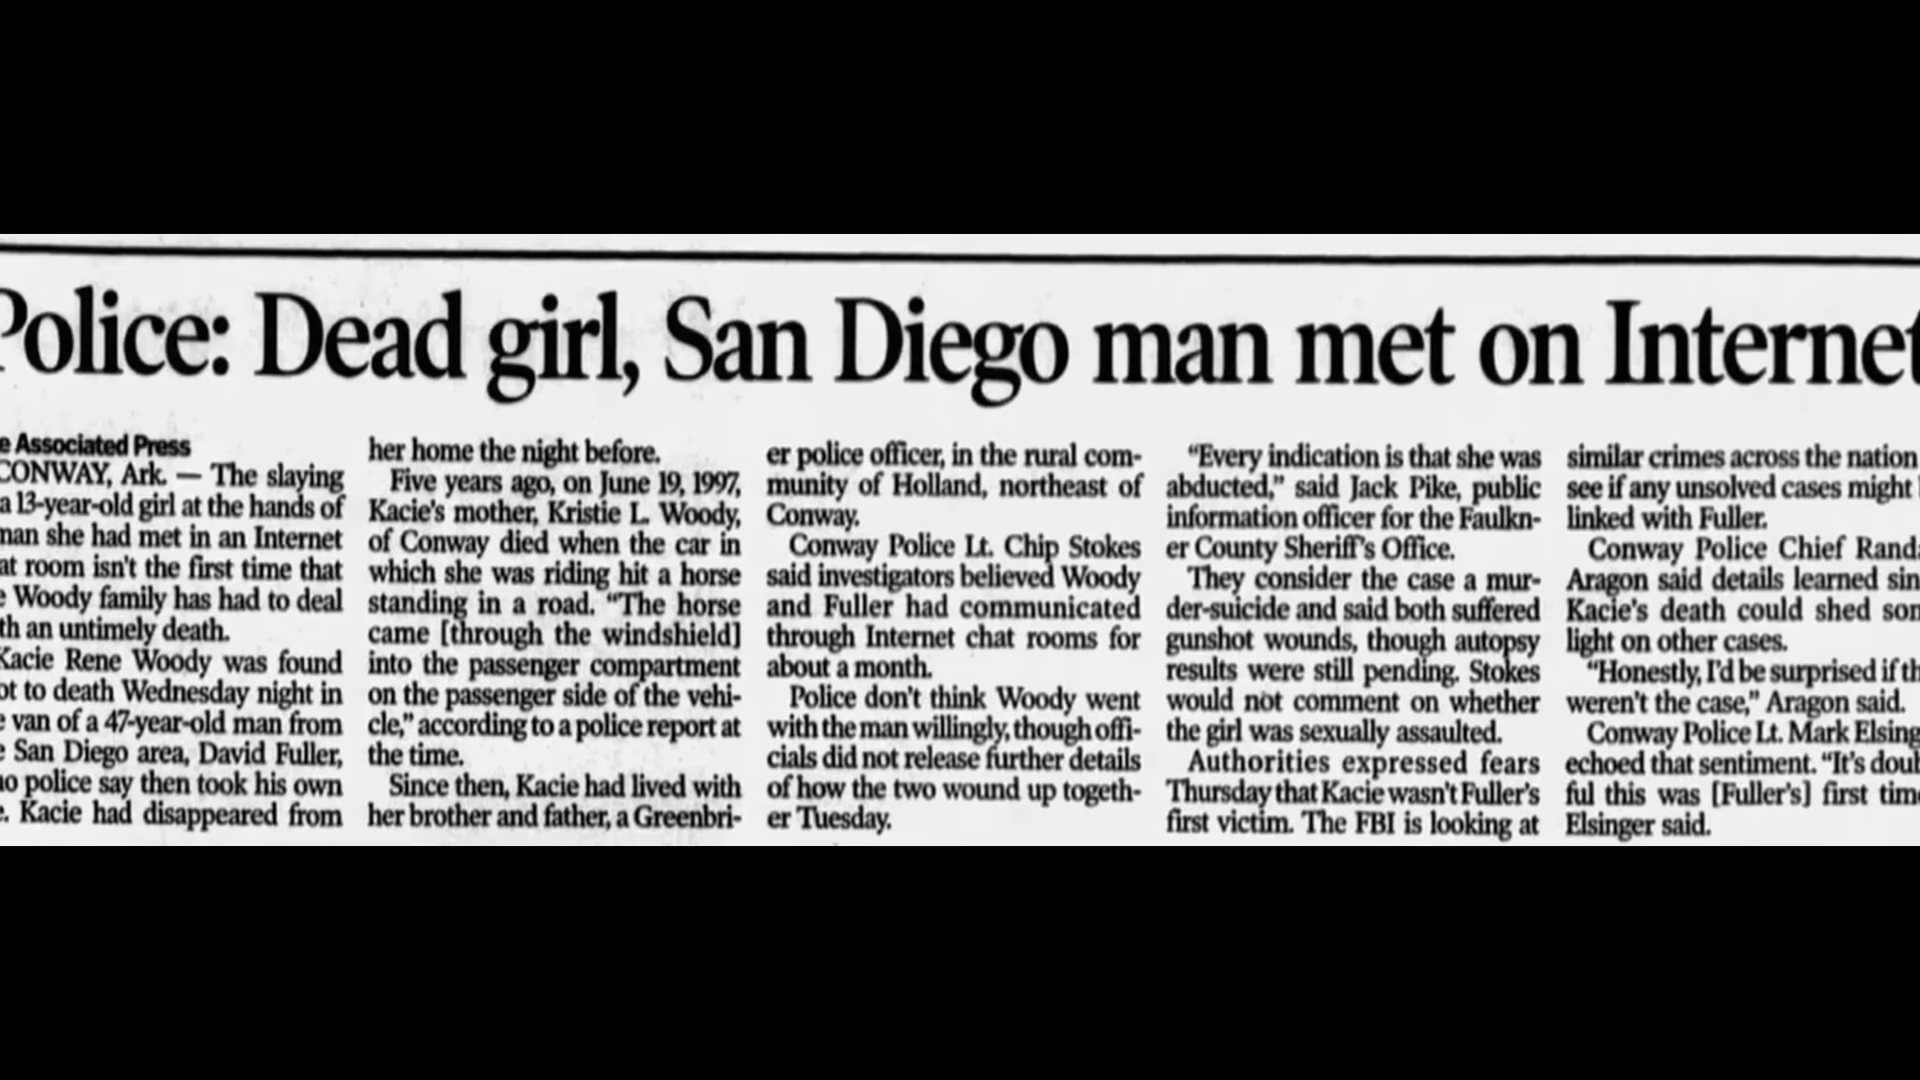 Police: Dead girl, San Diego man met on Internet
e Associated Press
CONWAY, Ark. — The slaying
a 13-year-old girl at the hands of
man she had met in an Internet
at room isn't the first time that
e Woody family has had to deal
th an untimely death.
Kacie Rene Woody was found
ot to death Wednesday night in
e van of a 47-year-old man from
e San Diego area, David Fuller,
ho police say then took his own
e. Kacie had disappeared from
her home the night before.
Five years ago, on June 19, 1997,
Kacie's mother, Kristie L. Woody,
of Conway died when the car in
which she was riding hit a horse
standing in a road. “The horse
came [through the windshield]
into the passenger compartment
on the passenger side of the vehi-
cle,” according to a police report at
the time.
Since then, Kacie had lived with
her brother and father, a Greenbri-
er police officer, in the rural com-
munity of Holland, northeast of
Conway.
Conway Police Lt. Chip Stokes
said investigators believed Woody
and Fuller had communicated
through Internet chat rooms for
about a month.
Police don't think Woody went
with the man willingly, though offi-
cials did not release further details
of how the two wound up togeth-
er Tuesday.
“Every indication is that she was
abducted,” said Jack Pike, public
information officer for the Faulkn-
er County Sheriff's Office.
They consider the case a mur-
der-suicide and said both suffered
gunshot wounds, though autopsy
results were still pending. Stokes
would not comment on whether
the girl was sexually assaulted.
Authorities expressed fears
Thursday that Kacie wasn't Fuller's
first victim. The FBI is looking at
similar crimes across the nation
see if any unsolved cases might
linked with Fuller.
Conway Police Chief Randa
Aragon said details learned sin
Kacie's death could shed som
light on other cases.
“Honestly, I'd be surprised if th
weren't the case,” Aragon said.
Conway Police Lt. Mark Elsing
echoed that sentiment. “It's doub
ful this was [Fuller's] first time
Elsinger said.